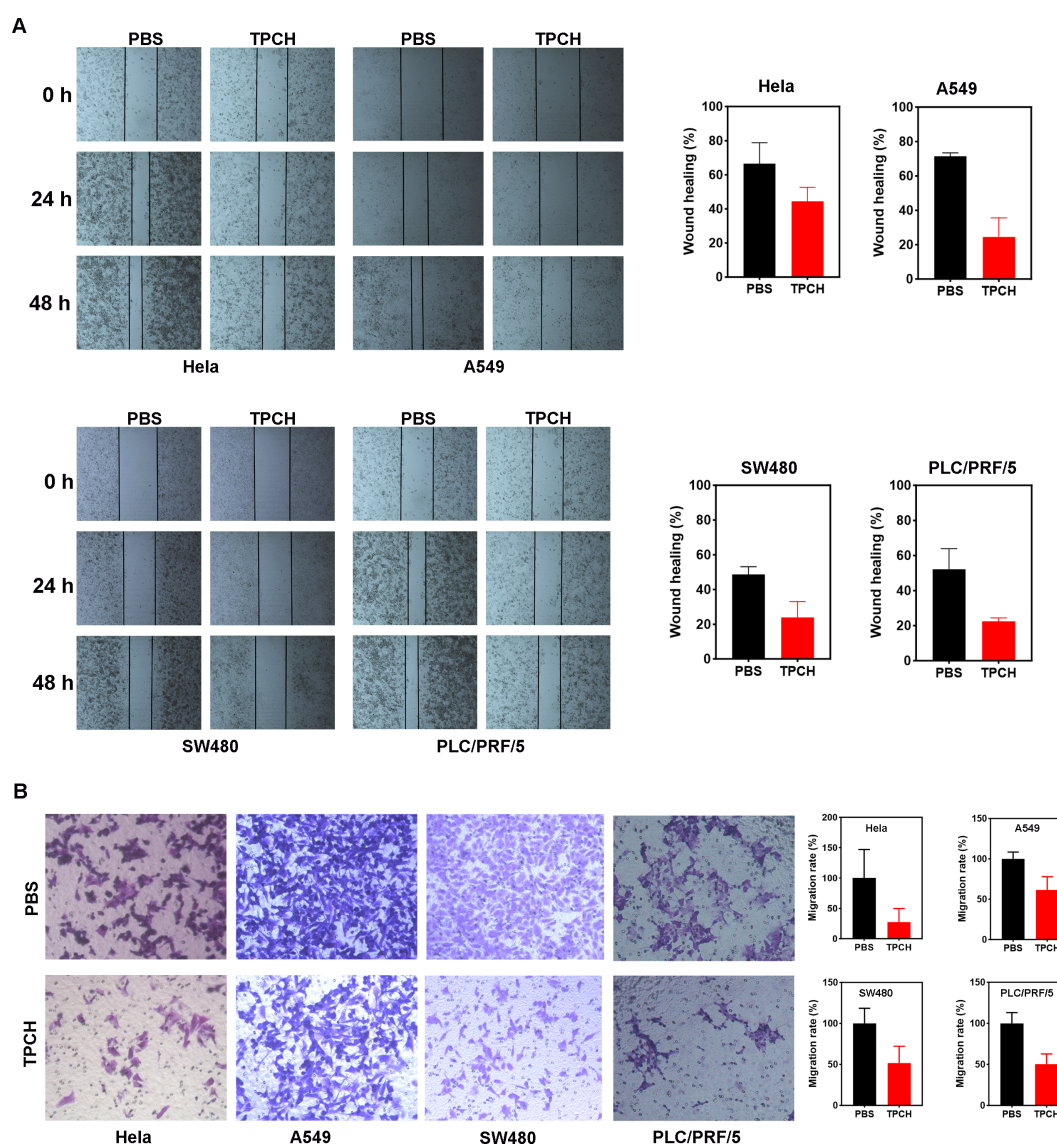 A
PBS TPCH PBS TPCH
0 h
24 h
48 h
Hela A549
Hela
Wound healing (%)
100
80
60
40
20
0
PBS TPCH
A549
Wound healing (%)
100
80
60
40
20
0
PBS TPCH
PBS TPCH PBS TPCH
0 h
24 h
48 h
SW480 PLC/PRF/5
SW480
Wound healing (%)
100
80
60
40
20
0
PBS TPCH
PLC/PRF/5
Wound healing (%)
100
80
60
40
20
0
PBS TPCH
B
PBS
TPCH
Hela A549 SW480 PLC/PRF/5
Hela
Migration rate (%)
200
150
100
50
0
PBS TPCH
A549
Migration rate (%)
150
100
50
0
PBS TPCH
SW480
Migration rate (%)
150
100
50
0
PBS TPCH
PLC/PRF/5
Migration rate (%)
150
100
50
0
PBS TPCH